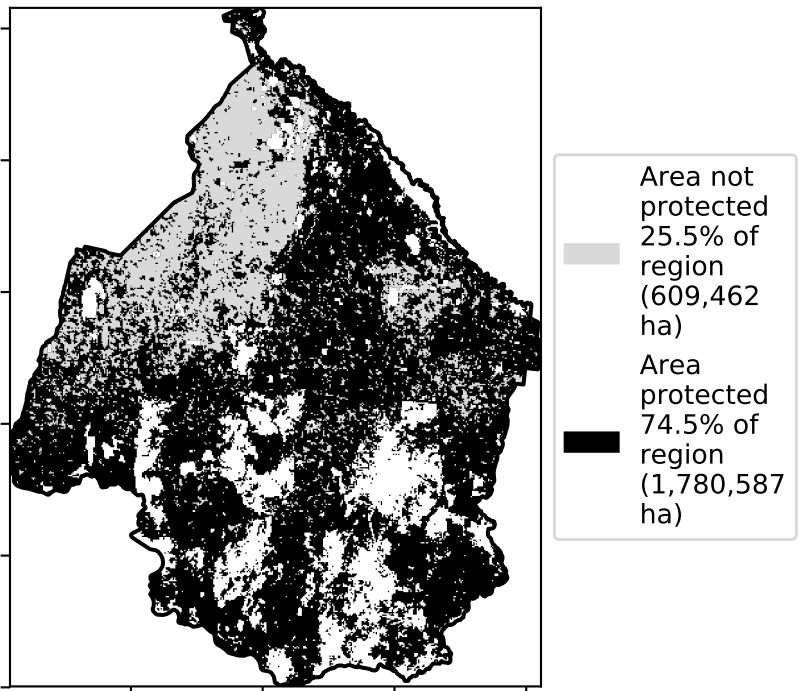 Area not
protected
25.5% of
region
(609,462
ha)
Area
protected
74.5% of
region
(1,780,587
ha)